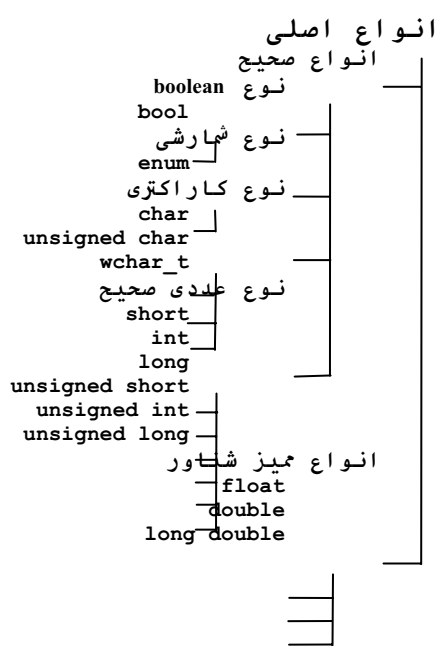 انواع اصلی
انواع صحیح
نوع boolean
bool
نوع شمارشی
enum
نوع کاراکتری
char
unsigned char
wchar_t
نوع عددی صحیح
short
int
long
unsigned short
unsigned int
unsigned long
انواع ممیز شناور
float
double
long double